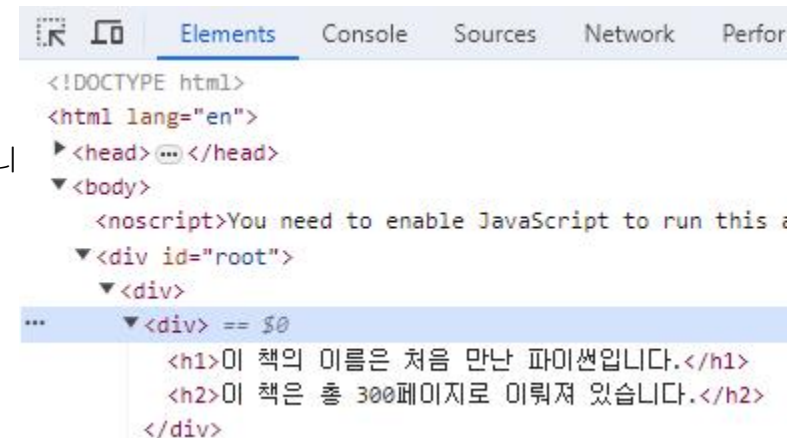 Elements Console Sources Network Perfor
<!DOCTYPE html>
<html lang="en">
<head>…</head>
<body>
<noscript>You need to enable JavaScript to run this a
<div id="root">
<div>
… <div> == $0
<h1>이 책의 이름은 처음 만난 파이썬입니다.</h1>
<h2>이 책은 총 300페이지로 이뤄져 있습니다.</h2>
</div>